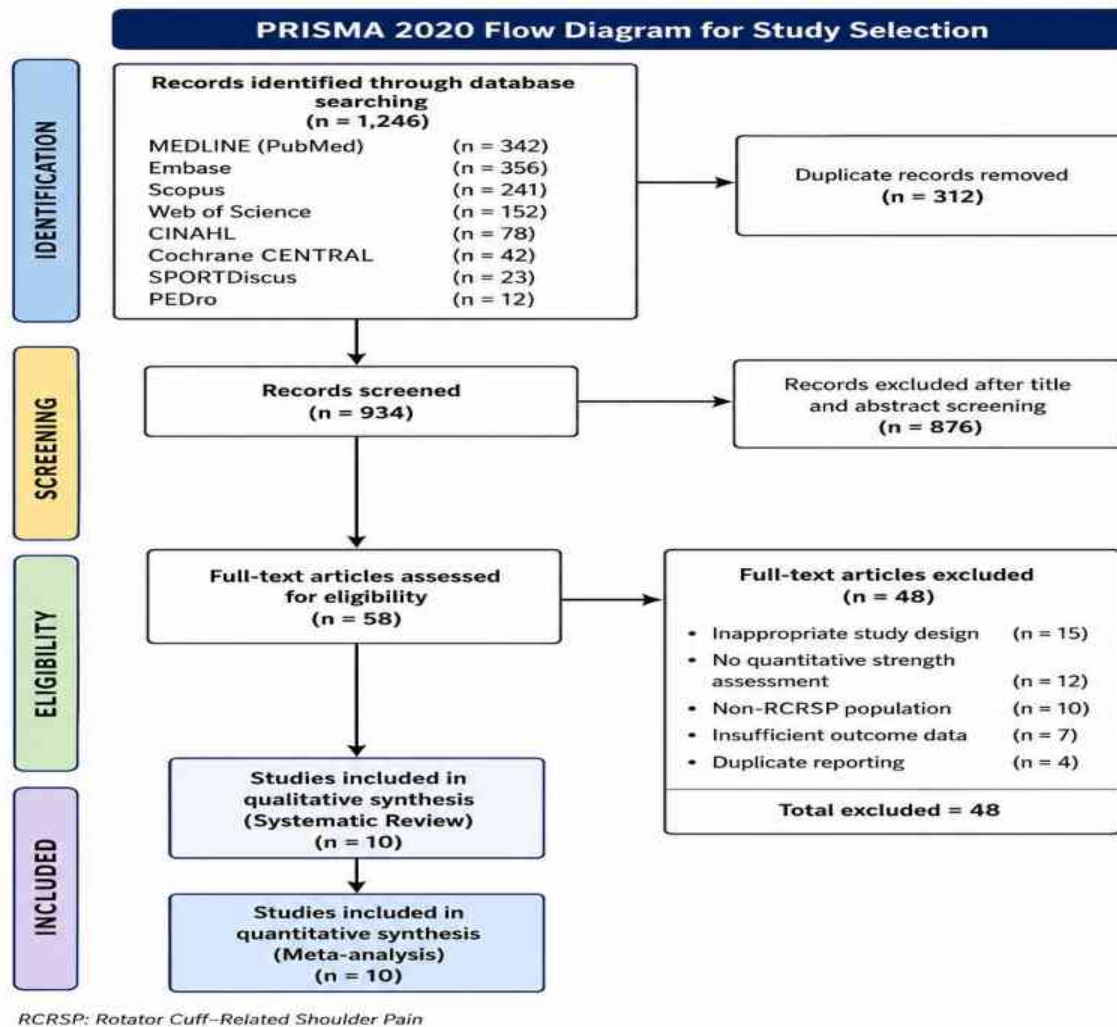 PRISMA 2020 Flow Diagram for Study Selection
IDENTIFICATION
Records identified through database
searching
(n = 1,246)
MEDLINE (PubMed) (n = 342)
Embase (n = 356)
Scopus (n = 241)
Web of Science (n = 152)
CINAHL (n = 78)
Cochrane CENTRAL (n = 42)
SPORTDiscus (n = 23)
PEDro (n = 12)
Duplicate records removed
(n = 312)
SCREENING
Records screened
(n = 934)
Records excluded after title
and abstract screening
(n = 876)
ELIGIBILITY
Full-text articles assessed
for eligibility
(n = 58)
Full-text articles excluded
(n = 48)
• Inappropriate study design (n = 15)
• No quantitative strength
assessment (n = 12)
• Non-RCRSP population (n = 10)
• Insufficient outcome data (n = 7)
• Duplicate reporting (n = 4)
Total excluded = 48
INCLUDED
Studies included in
qualitative synthesis
(Systematic Review)
(n = 10)
Studies included in
quantitative synthesis
(Meta-analysis)
(n = 10)
RCRSP: Rotator Cuff–Related Shoulder Pain